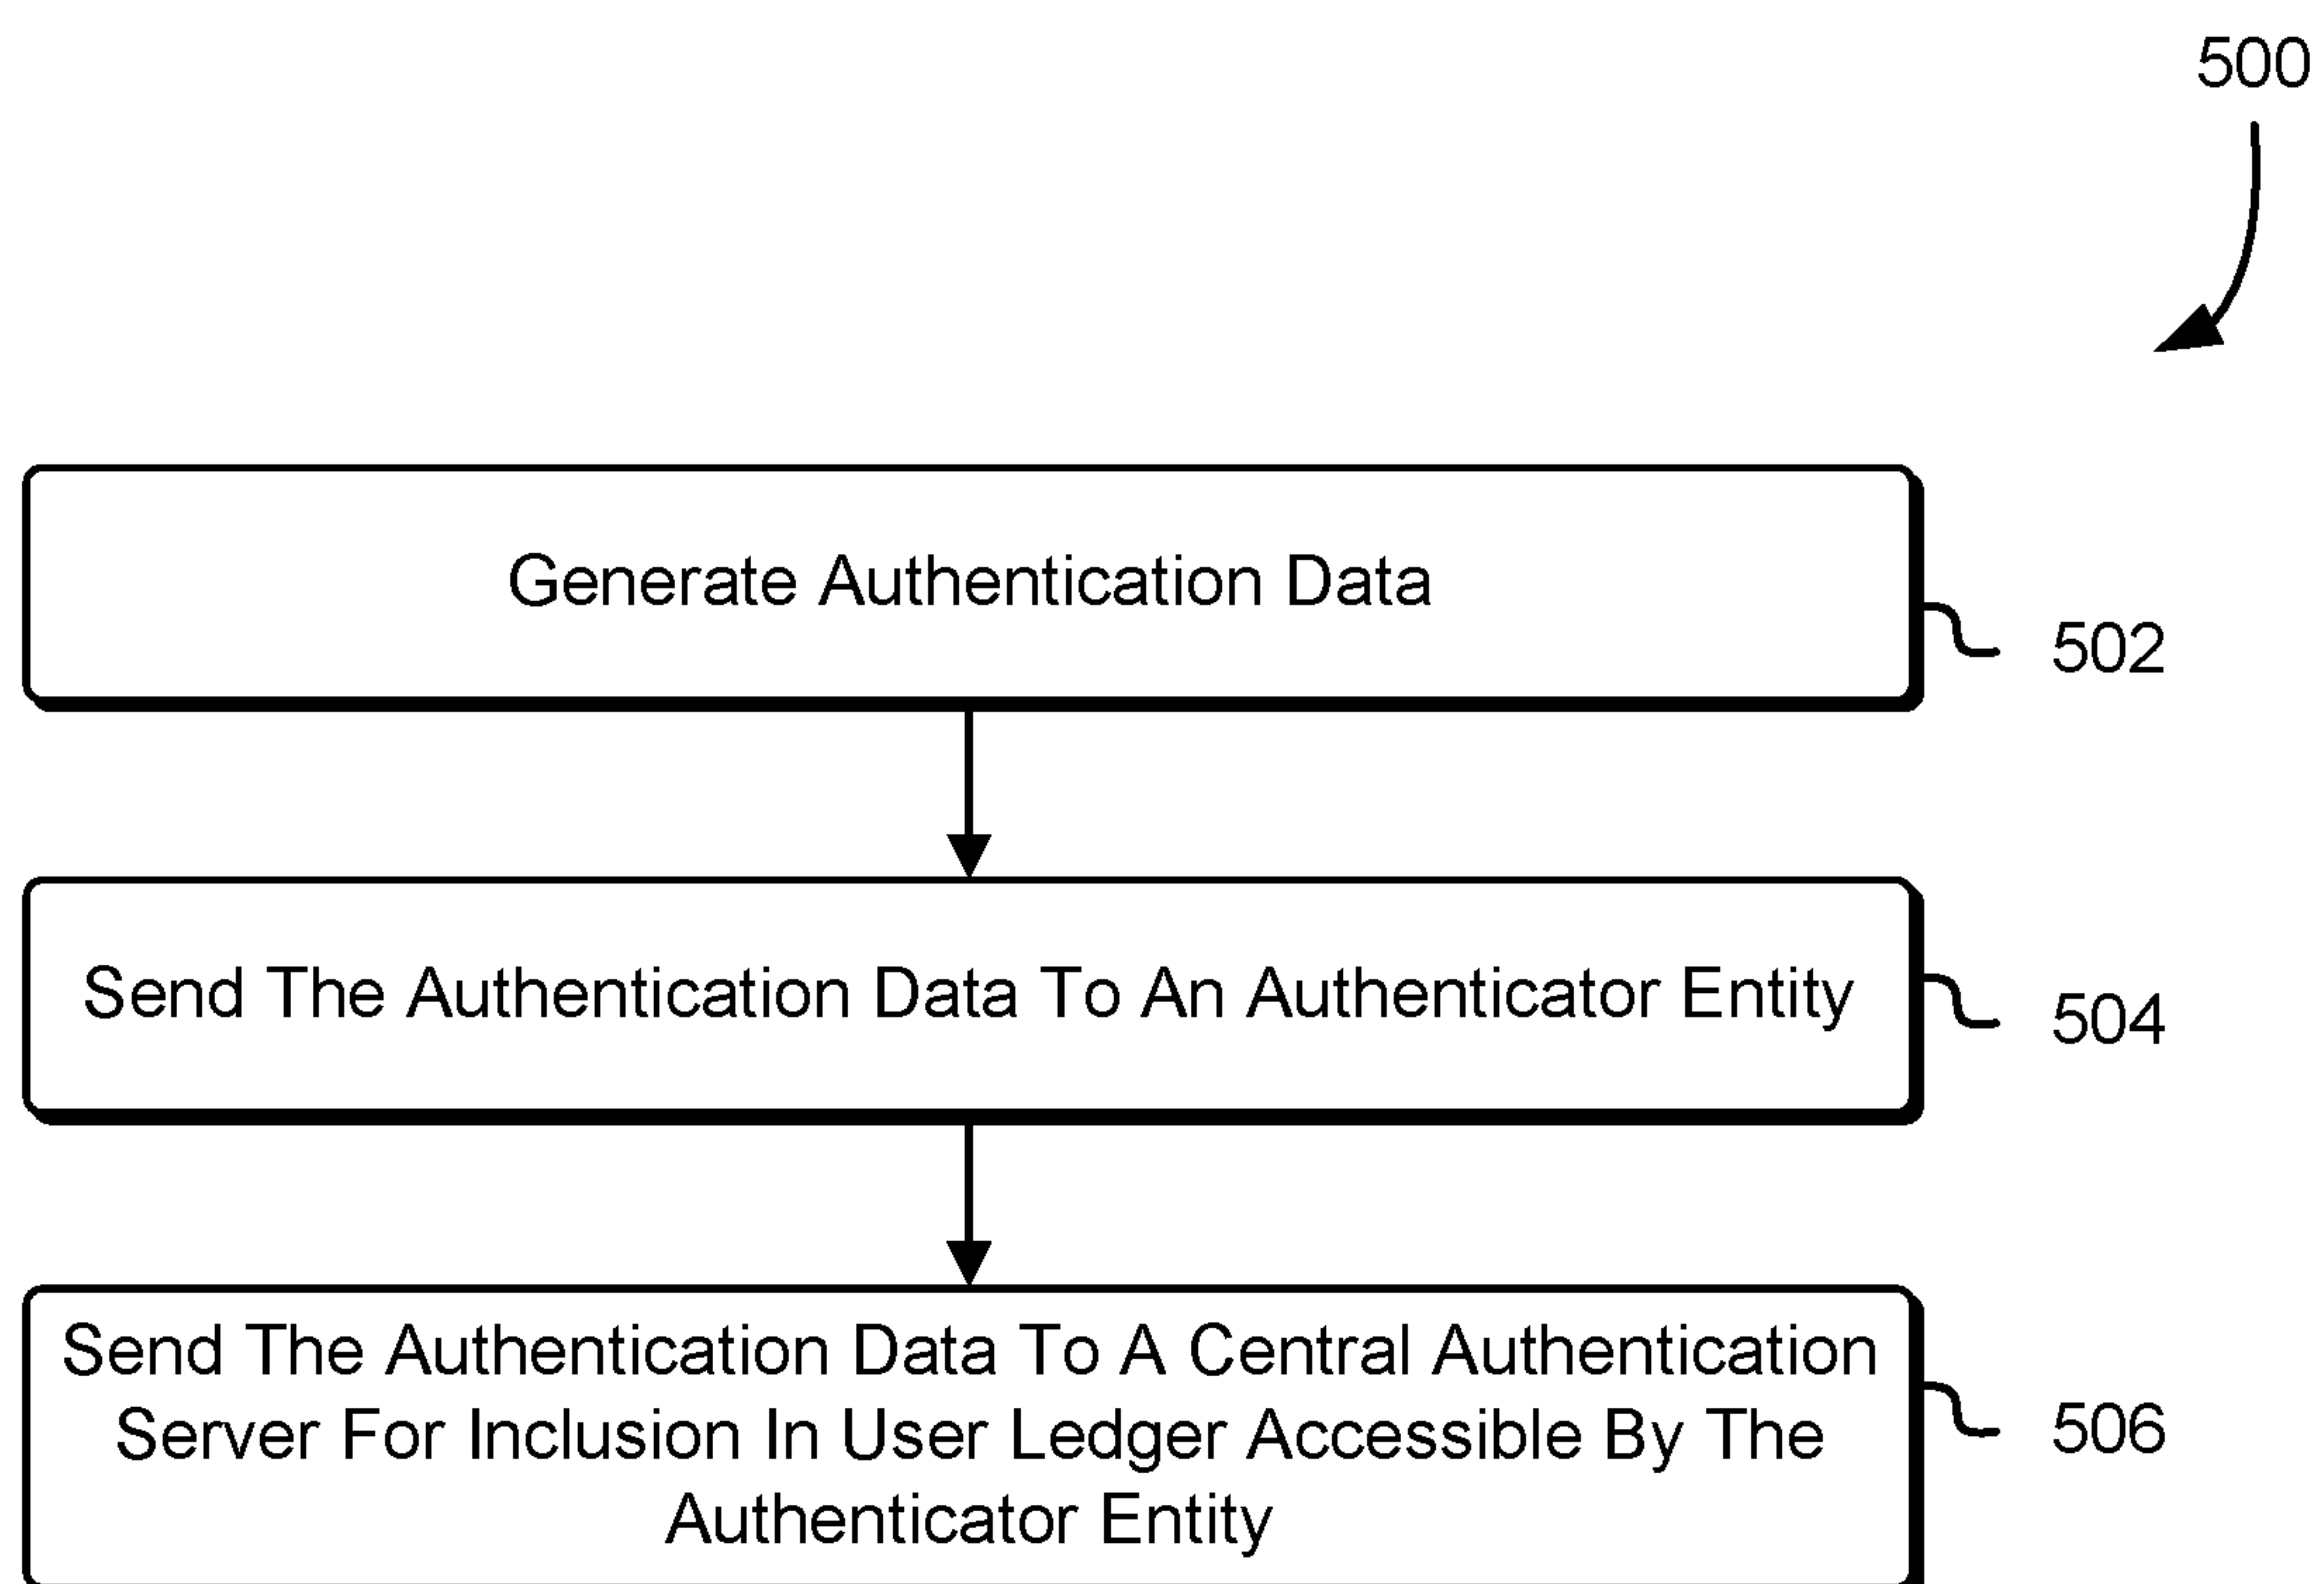 500
Generate Authentication Data
502
Send The Authentication Data To An Authenticator Entity
504
Send The Authentication Data To A Central Authentication
Server For Inclusion In User Ledger Accessible By The
Authenticator Entity
506